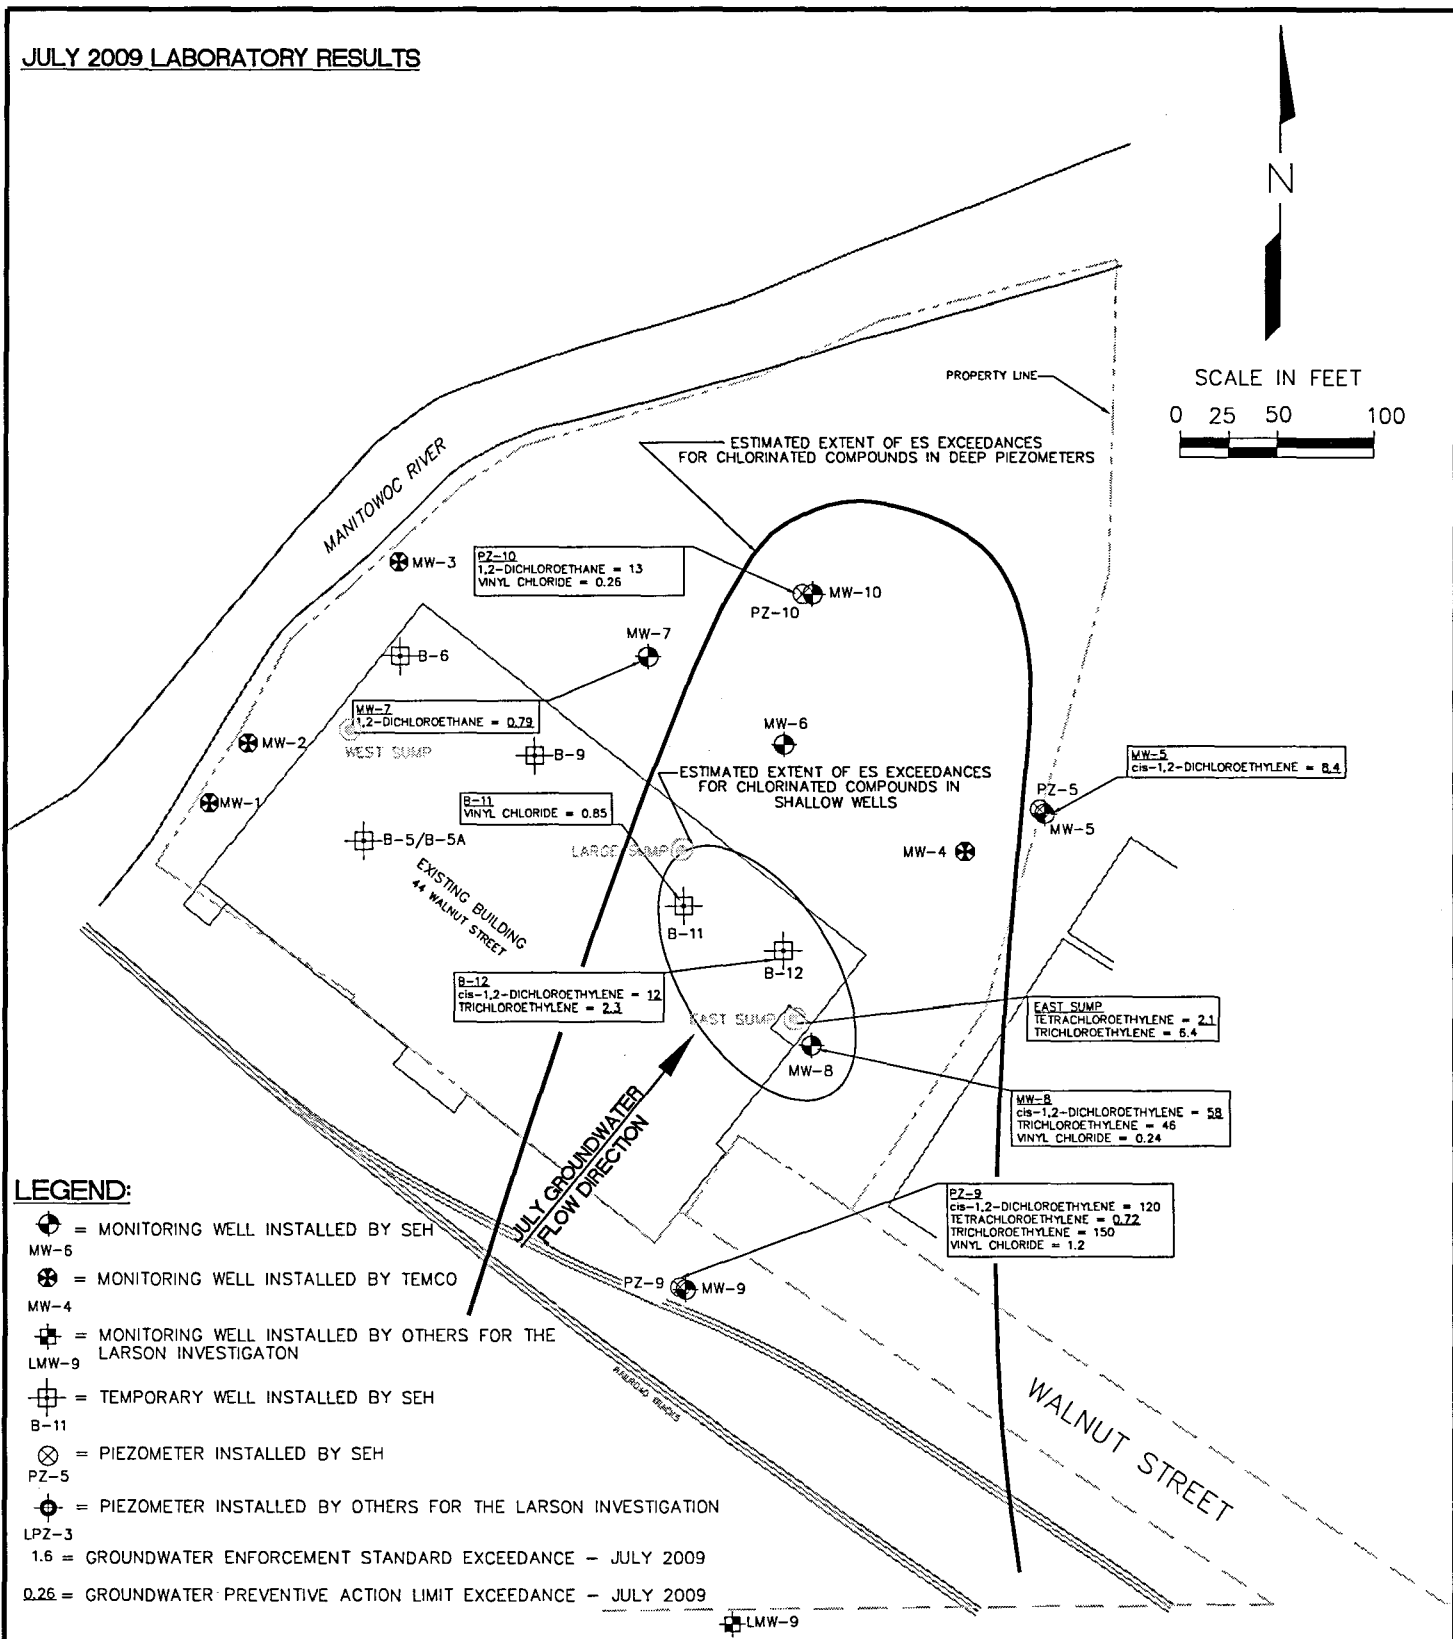 JULY 2009 LABORATORY RESULTS
N
SCALE IN FEET
0 25 50 100
PROPERTY LINE
ESTIMATED EXTENT OF ES EXCEEDANCES
FOR CHLORINATED COMPOUNDS IN DEEP PIEZOMETERS
MANITOWOC RIVER
MW-3
PZ-10
1,2-DICHLOROETHANE = 13
VINYL CHLORIDE = 0.26
MW-10
PZ-10
MW-7
B-6
MW-7
1,2-DICHLOROETHANE = 0.79
WEST SUMP
MW-2
B-9
MW-6
ESTIMATED EXTENT OF ES EXCEEDANCES
FOR CHLORINATED COMPOUNDS IN
SHALLOW WELLS
MW-5
cis-1,2-DICHLOROETHYLENE = 8.4
PZ-5
MW-5
MW-1
B-11
VINYL CHLORIDE = 0.85
B-5/B-5A
LARGE SUMP
MW-4
EXISTING BUILDING
44 WALNUT STREET
B-11
B-12
B-12
cis-1,2-DICHLOROETHYLENE = 12
TRICHLOROETHYLENE = 2.3
EAST SUMP
EAST SUMP
TETRACHLOROETHYLENE = 2.1
TRICHLOROETHYLENE = 6.4
MW-8
MW-8
cis-1,2-DICHLOROETHYLENE = 58
TRICHLOROETHYLENE = 46
VINYL CHLORIDE = 0.24
JULY GROUNDWATER
FLOW DIRECTION
PZ-9
cis-1,2-DICHLOROETHYLENE = 120
TETRACHLOROETHYLENE = 0.72
TRICHLOROETHYLENE = 150
VINYL CHLORIDE = 1.2
PZ-9
MW-9
RAILROAD TRACKS
WALNUT STREET
LEGEND:
= MONITORING WELL INSTALLED BY SEH
MW-6
= MONITORING WELL INSTALLED BY TEMCO
MW-4
= MONITORING WELL INSTALLED BY OTHERS FOR THE
LARSON INVESTIGATON
LMW-9
= TEMPORARY WELL INSTALLED BY SEH
B-11
= PIEZOMETER INSTALLED BY SEH
PZ-5
= PIEZOMETER INSTALLED BY OTHERS FOR THE LARSON INVESTIGATION
LPZ-3
1.6 = GROUNDWATER ENFORCEMENT STANDARD EXCEEDANCE - JULY 2009
0.26 = GROUNDWATER PREVENTIVE ACTION LIMIT EXCEEDANCE - JULY 2009
LMW-9